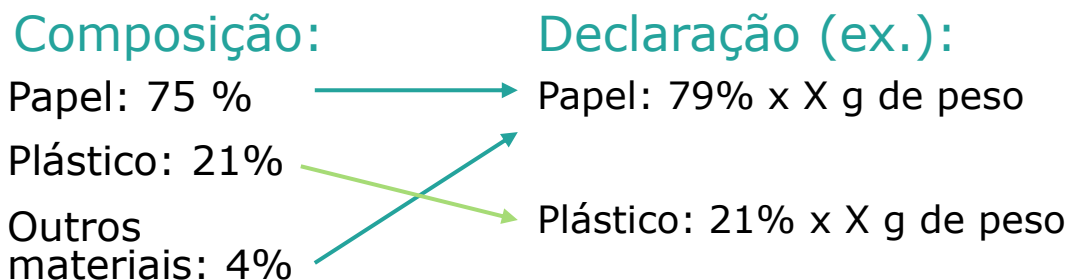 Composição:
Papel: 75 %
Plástico: 21%
Outros
materiais: 4%
Declaração (ex.):
Papel: 79% x X g de peso
Plástico: 21% x X g de peso